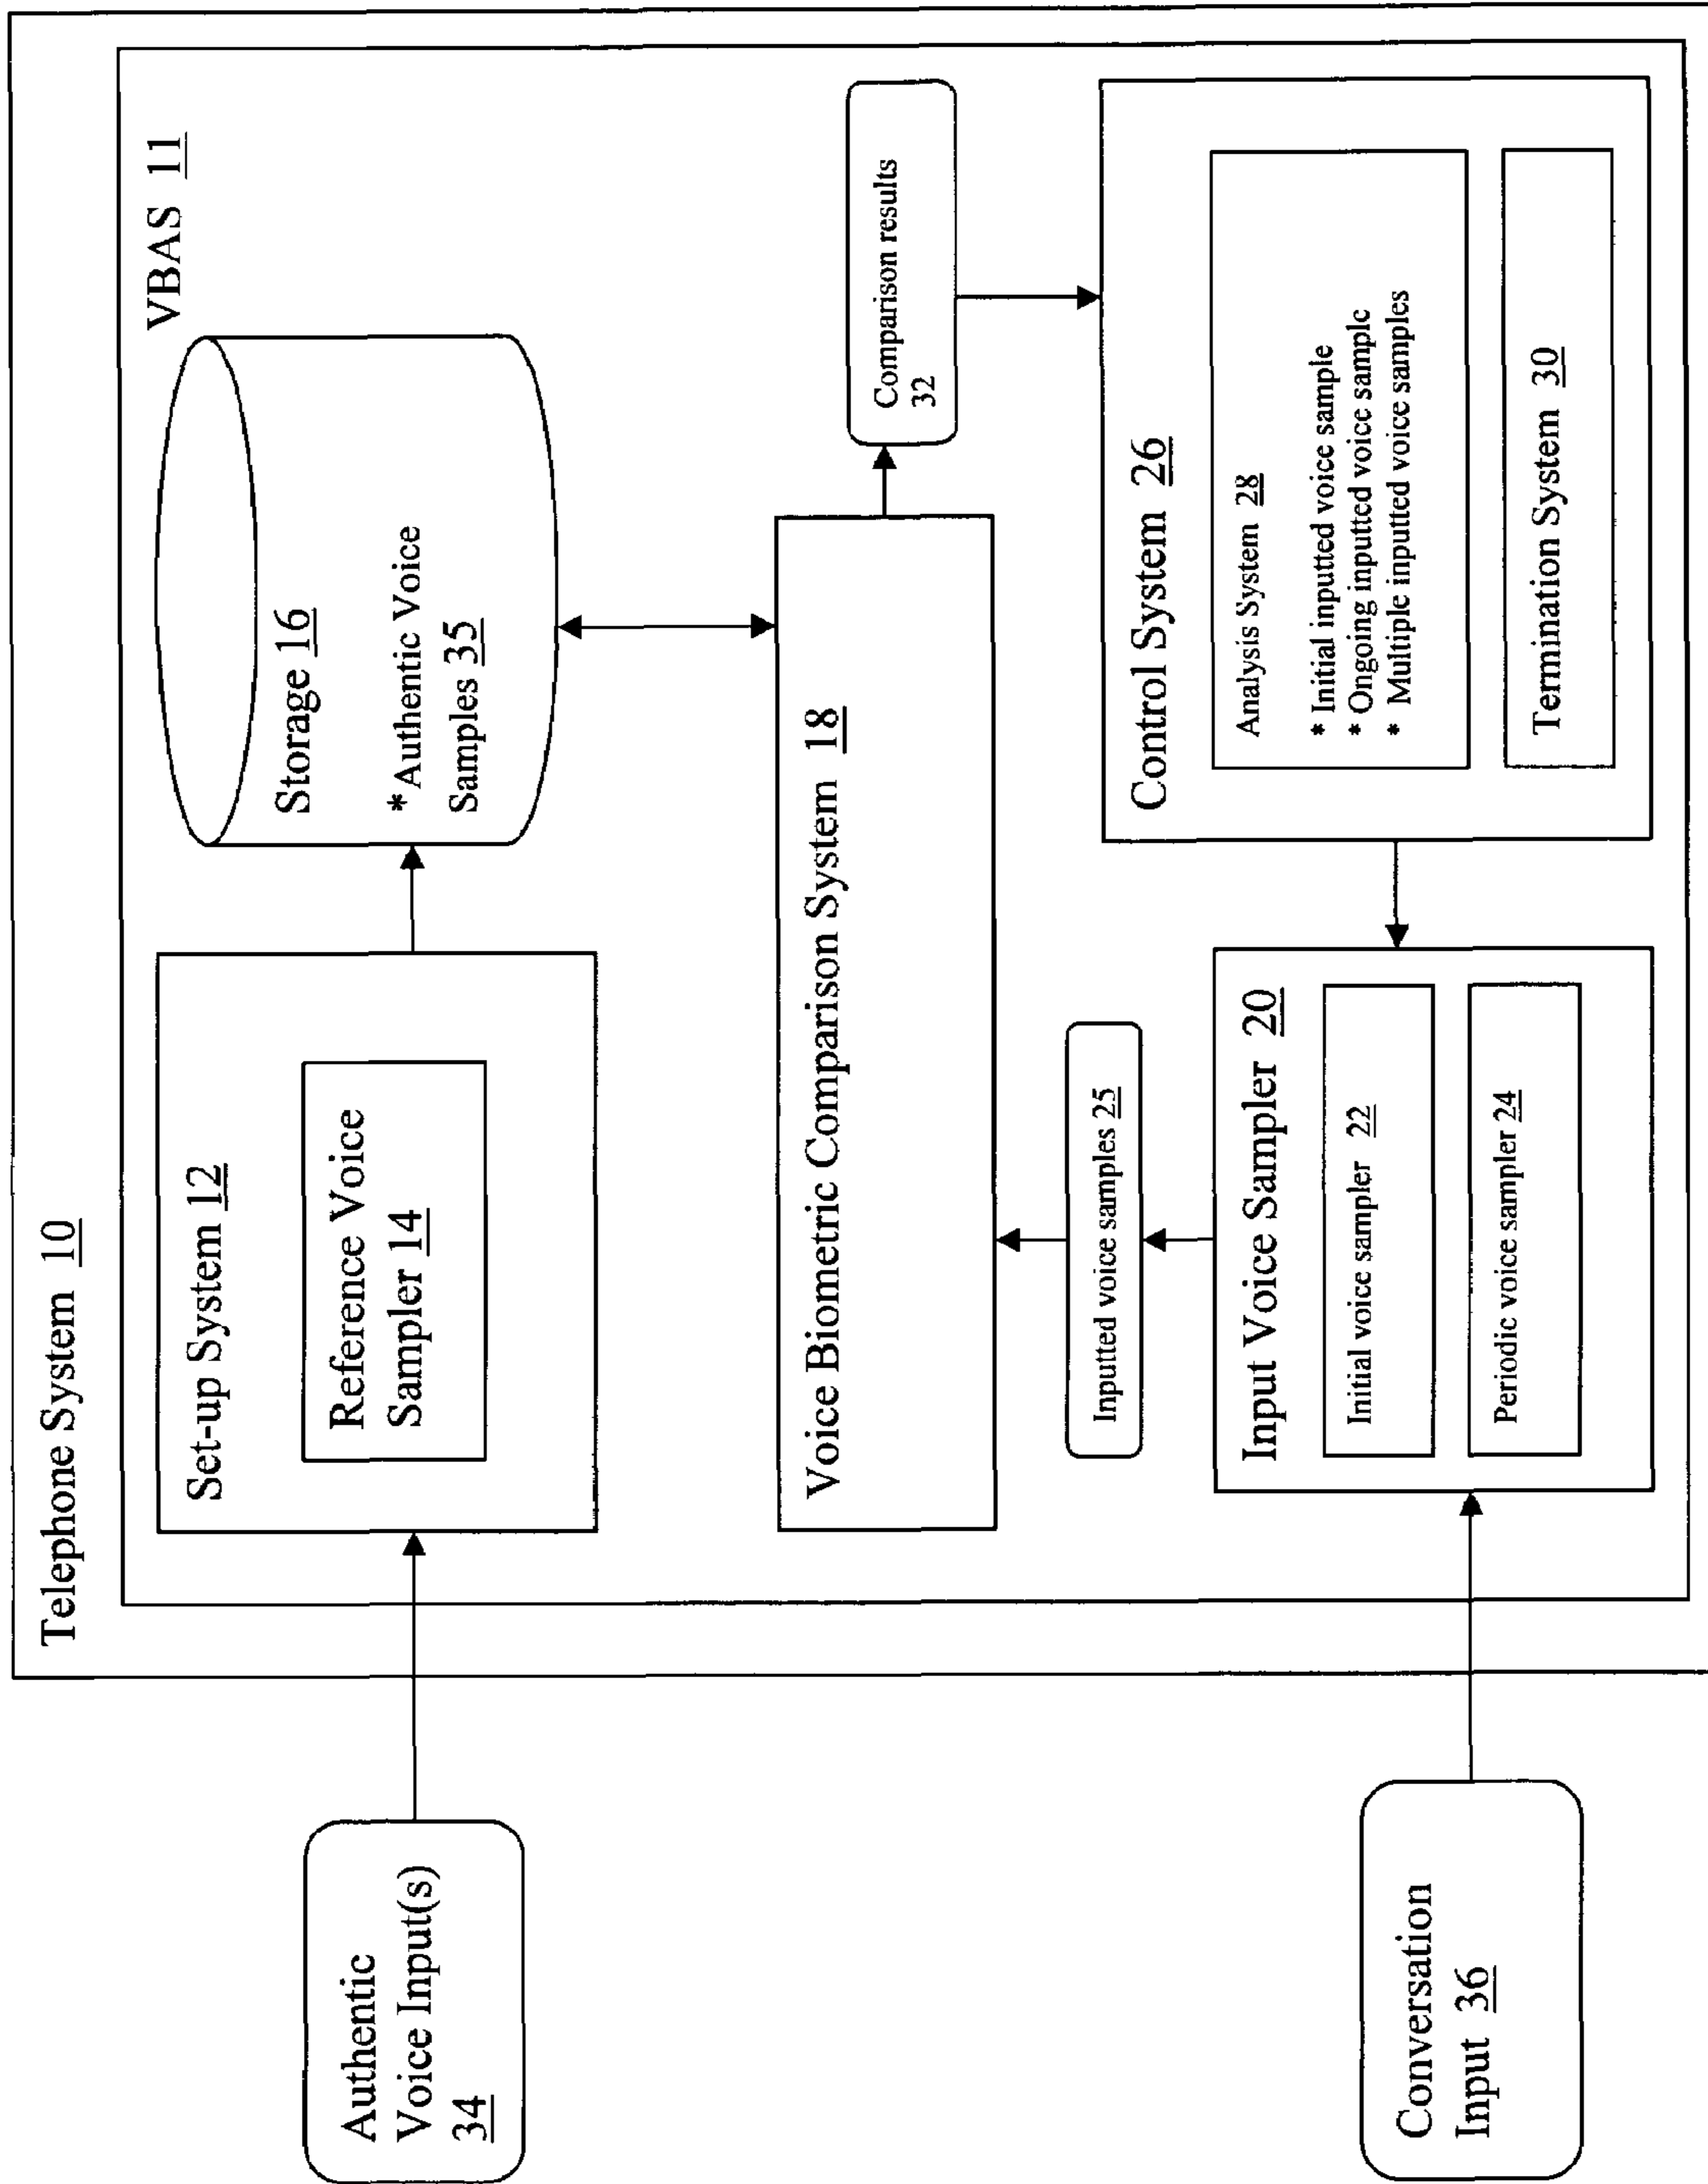 Telephone System 10
VBAS 11
Authentic
Voice Input(s)
34
Set-up System 12
Reference Voice
Sampler 14
Storage 16
*Authentic Voice
Samples 35
Voice Biometric Comparison System 18
Comparison results
32
Inputted voice samples 25
Conversation
Input 36
Input Voice Sampler 20
Initial voice sampler 22
Periodic voice sampler 24
Control System 26
Analysis System 28
* Initial inputted voice sample
* Ongoing inputted voice sample
* Multiple inputted voice samples
Termination System 30